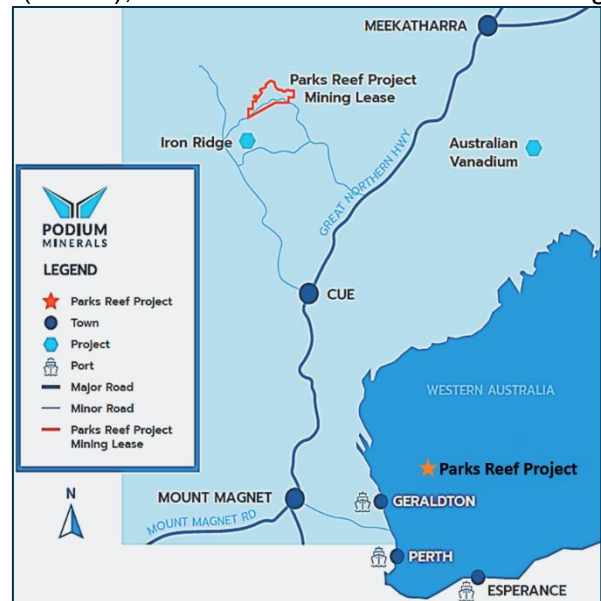 MEEKATHARRA
Parks Reef Project
Mining Lease
Iron Ridge
Australian
Vanadium
GREAT NORTHERN HWY
PODIUM
MINERALS
LEGEND
Parks Reef Project
Town
Project
Port
Major Road
Minor Road
Parks Reef Project
Mining Lease
CUE
WESTERN AUSTRALIA
Parks Reef Project
N
MOUNT MAGNET
GERALDTON
MOUNT MAGNET RD
PERTH
ESPERANCE